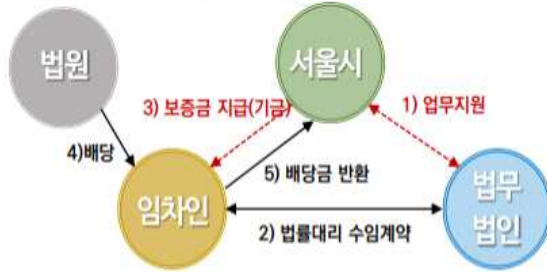 법원
서울시
3) 보증금 지급(기금)
1) 업무지원
4)배당
5) 배당금 반환
임차인
법무
법인
2) 법률대리 수임계약